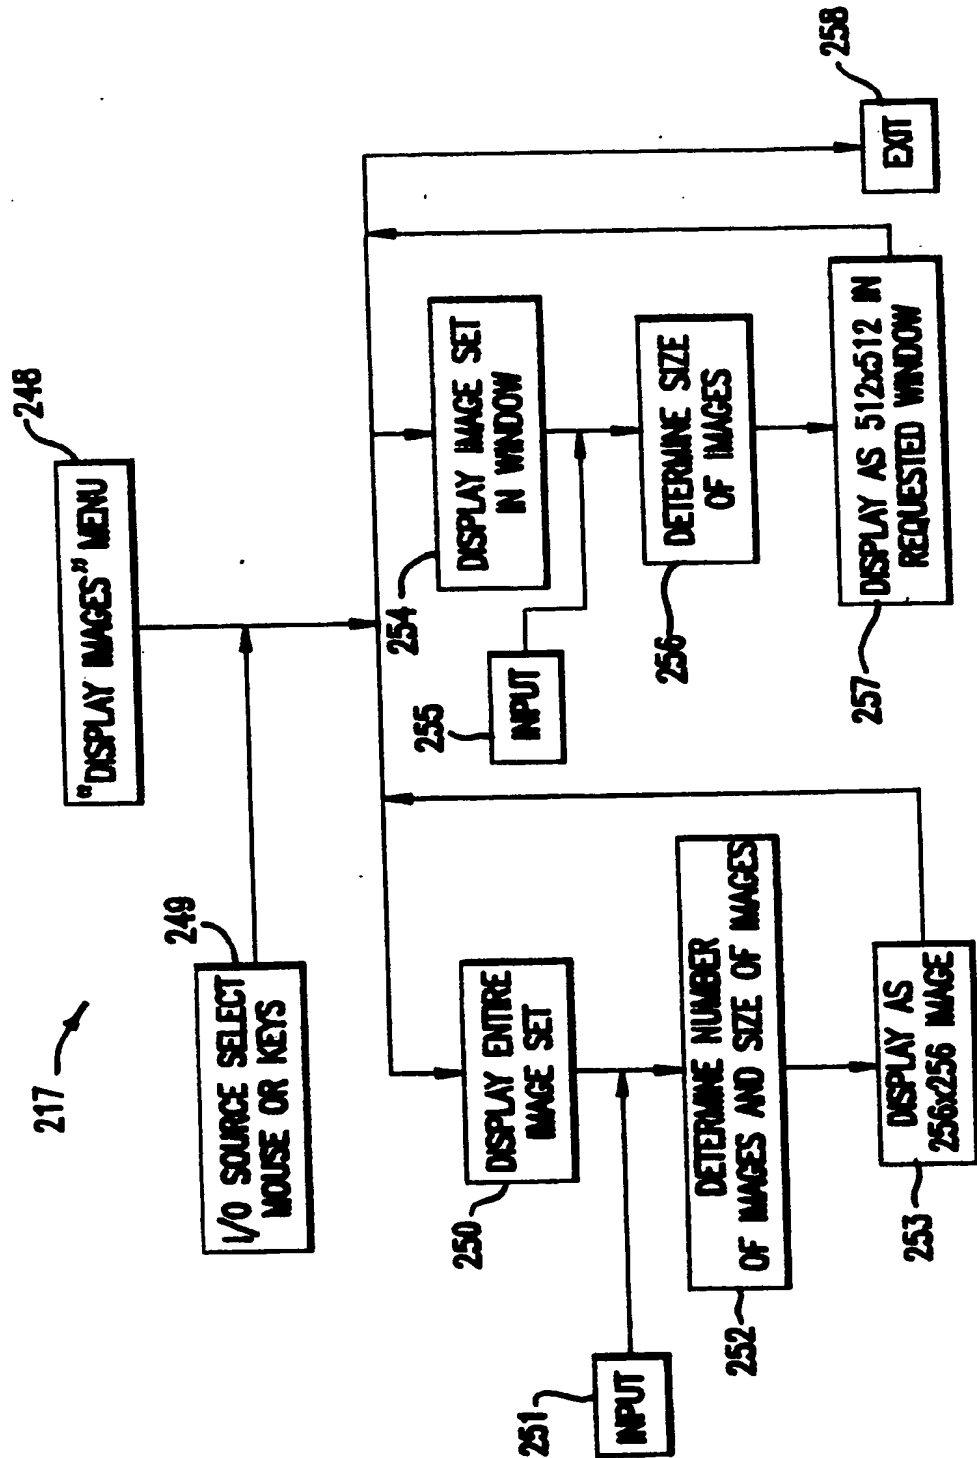 217
248
"DISPLAY IMAGES" MENU
249
I/O SOURCE SELECT
MOUSE OR KEYS
250
DISPLAY ENTIRE
IMAGE SET
251
INPUT
252
DETERMINE NUMBER
OF IMAGES AND SIZE OF IMAGES
253
DISPLAY AS
256x256 IMAGE
254
DISPLAY IMAGE SET
IN WINDOW
255
INPUT
256
DETERMINE SIZE
OF IMAGES
257
DISPLAY AS 512x512 IN
REQUESTED WINDOW
258
EXIT